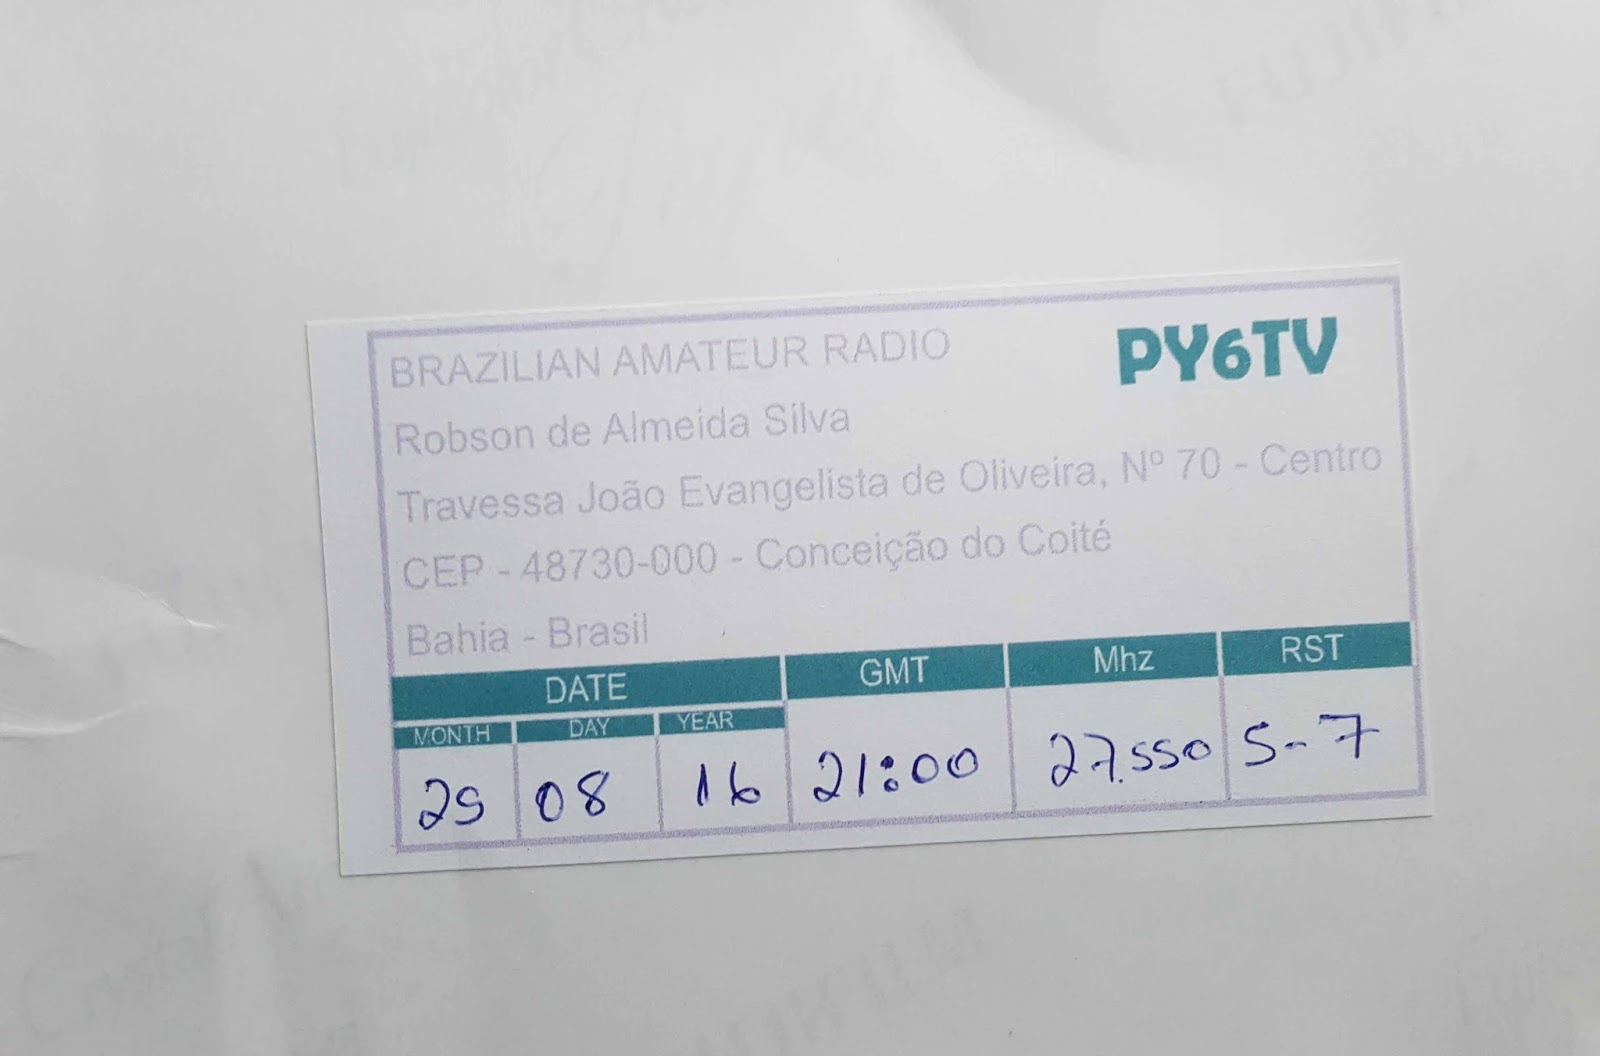 BRAZILIAN AMATEUR RADIO PY6TV
Robson de Almeida Silva
Travessa João Evangelista de Oliveira, Nº 70 - Centro
CEP - 48730-000 - Conceição do Coité
Bahia - Brasil
DATE GMT Mhz RST
MONTH DAY YEAR
29 08 16 21:00 27.550 5-7